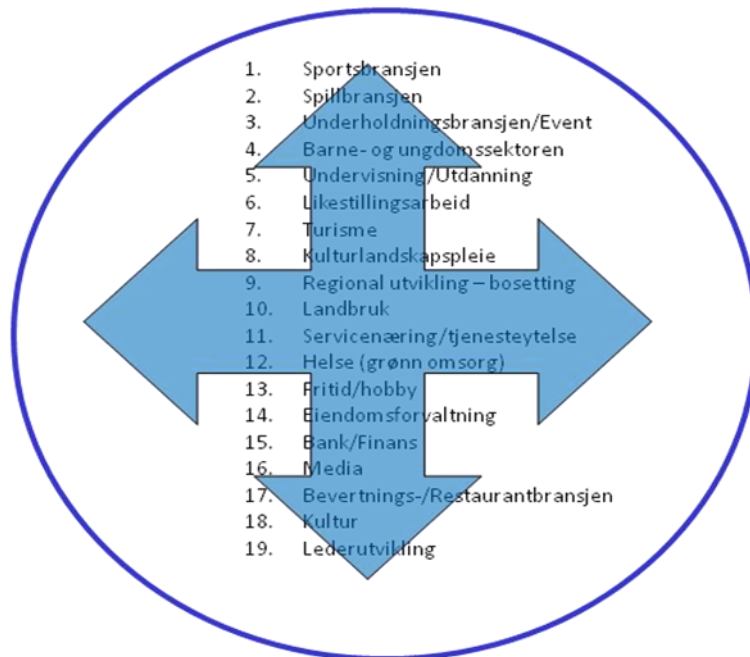 1. Sportsbransjen
2. Spillbransjen
3. Underholdningsbransjen/Event
4. Barne- og ungdomssektoren
5. Undervisning/Utdanning
6. Likestillingsarbeid
7. Turisme
8. Kulturlandskapspleie
9. Regional utvikling – bosetting
10. Landbruk
11. Servicenæring/tjenesteytelse
12. Helse (grønn omsorg)
13. Fritid/hobby
14. Eiendomsforvaltning
15. Bank/Finans
16. Media
17. Bevertnings-/Restaurantbransjen
18. Kultur
19. Lederutvikling